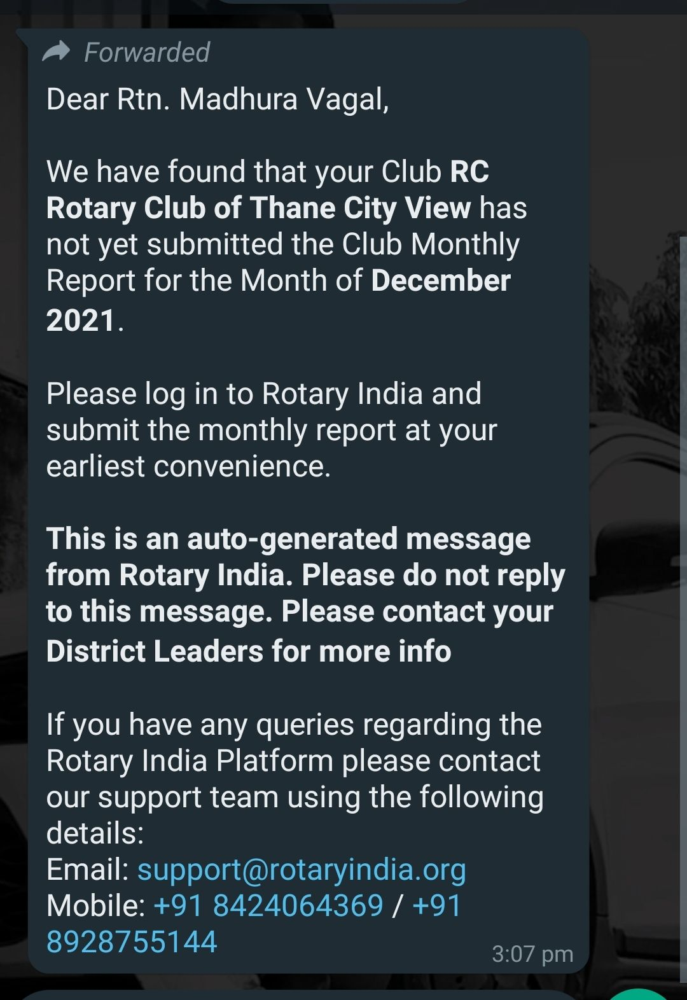 Forwarded
Dear Rtn. Madhura Vagal,
We have found that your Club RC
Rotary Club of Thane City View has
not yet submitted the Club Monthly
Report for the Month of December
2021.
Please log in to Rotary India and
submit the monthly report at your
earliest convenience.
This is an auto-generated message
from Rotary India. Please do not reply
to this message. Please contact your
District Leaders for more info
If you have any queries regarding the
Rotary India Platform please contact
our support team using the following
details:
Email: support@rotaryindia.org
Mobile: +91 8424064369 / +91
8928755144
3:07 pm